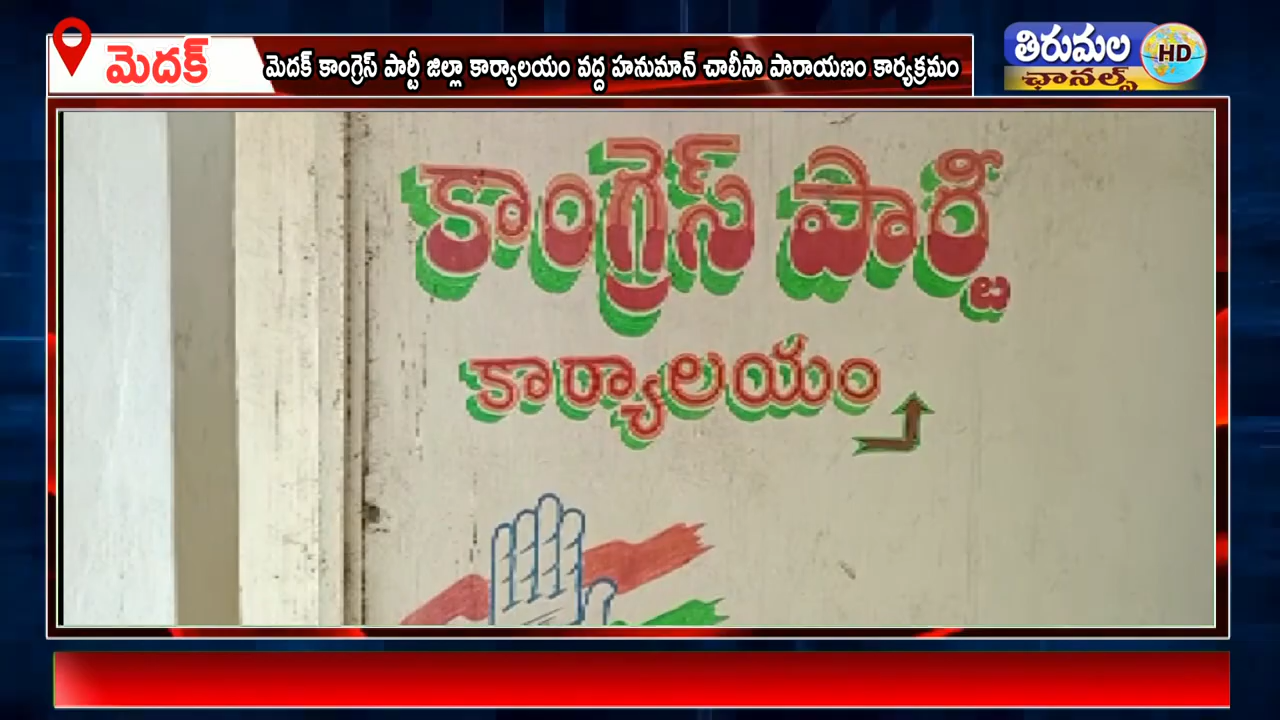 మెదక్
మెదక్ కాంగ్రెస్ పార్టీ జిల్లా కార్యాలయం వద్ద హనుమాన్ చాలీసా పారాయణం కార్యక్రమం
తిరుమల
ఛానల్స్
HD
కాంగ్రెస్ పార్టీ
కార్యాలయం